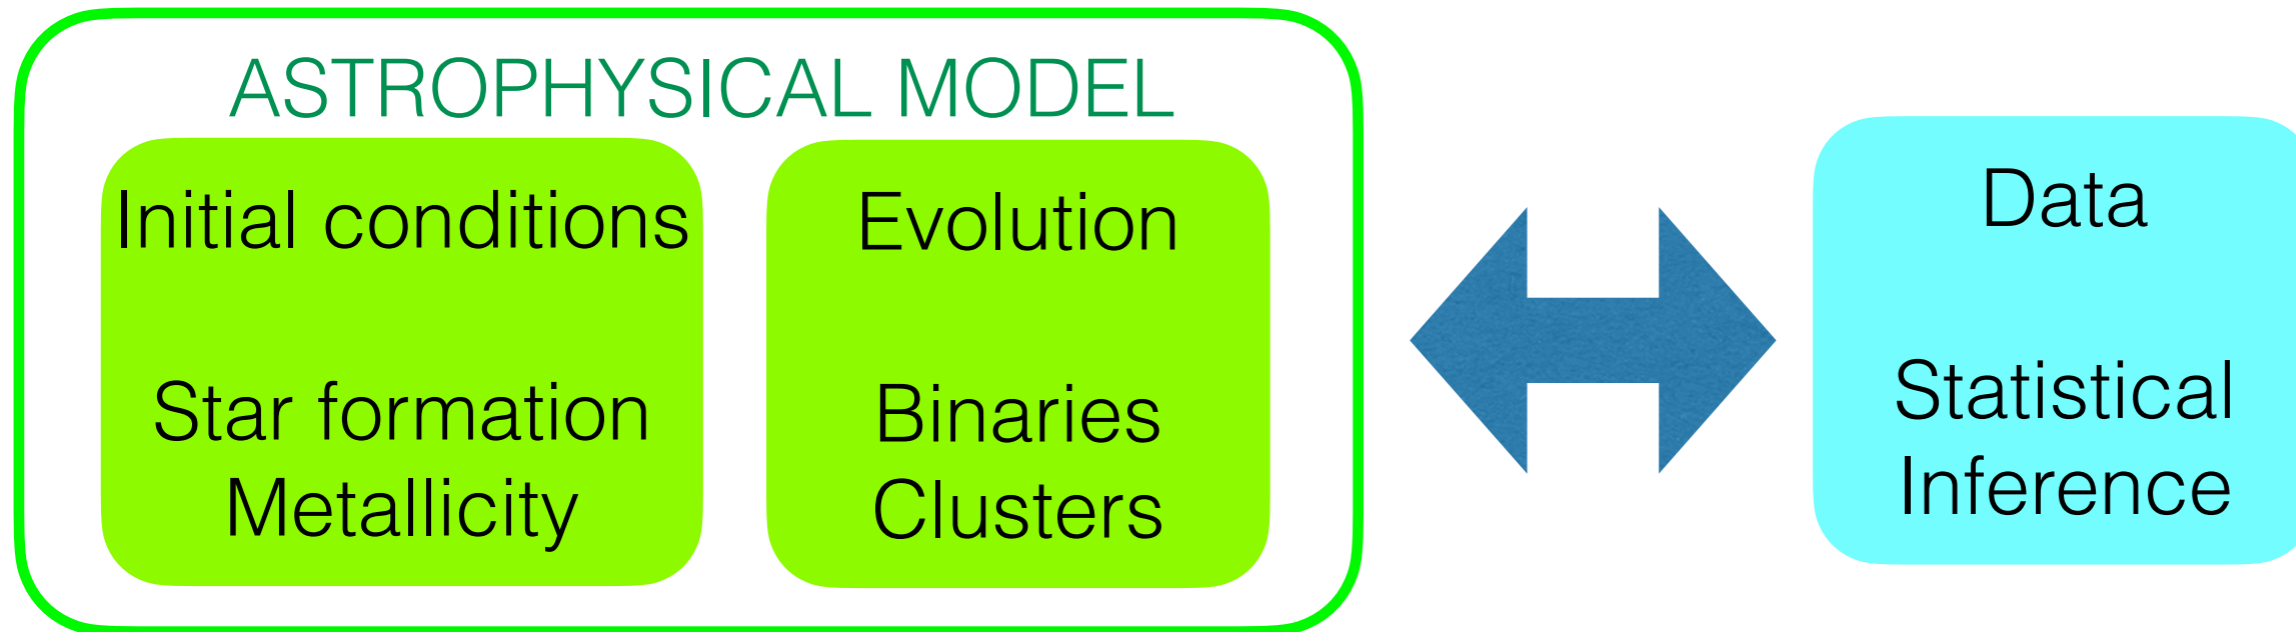 ASTROPHYSICAL MODEL
Initial conditions
Star formation
Metallicity
Evolution
Binaries
Clusters
Data
Statistical
Inference